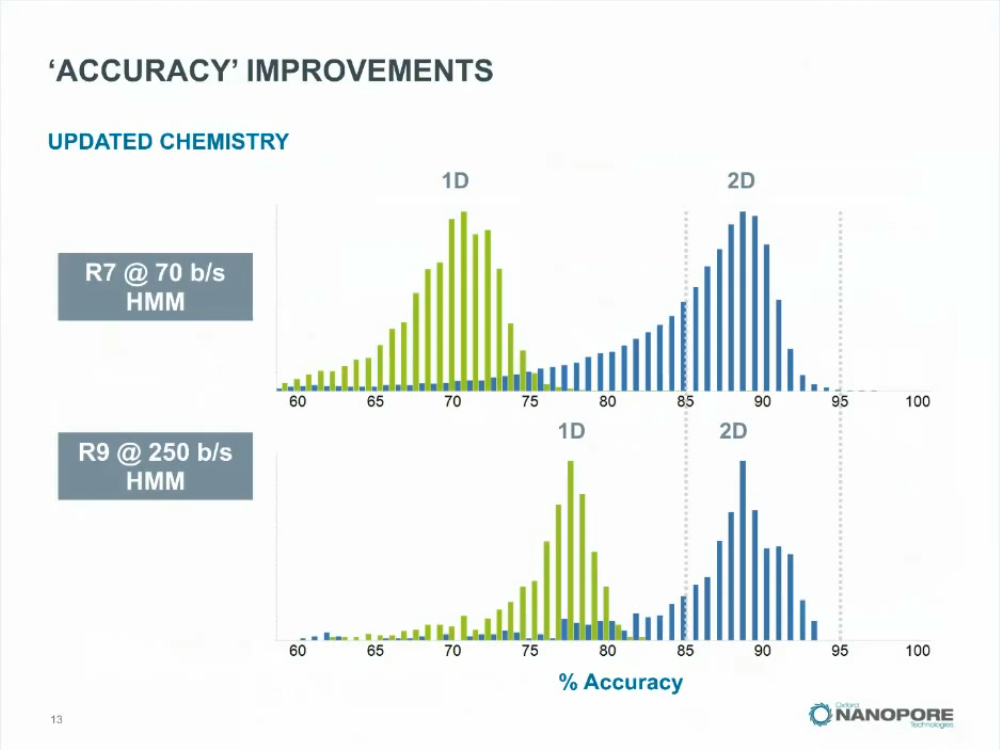 ‘ACCURACY’ IMPROVEMENTS
UPDATED CHEMISTRY
1D 2D
R7 @ 70 b/s
HMM
60 65 70 75 80 85 90 95 100
1D 2D
R9 @ 250 b/s
HMM
60 65 70 75 80 85 90 95 100
% Accuracy
13
Oxford
NANOPORE
Technologies